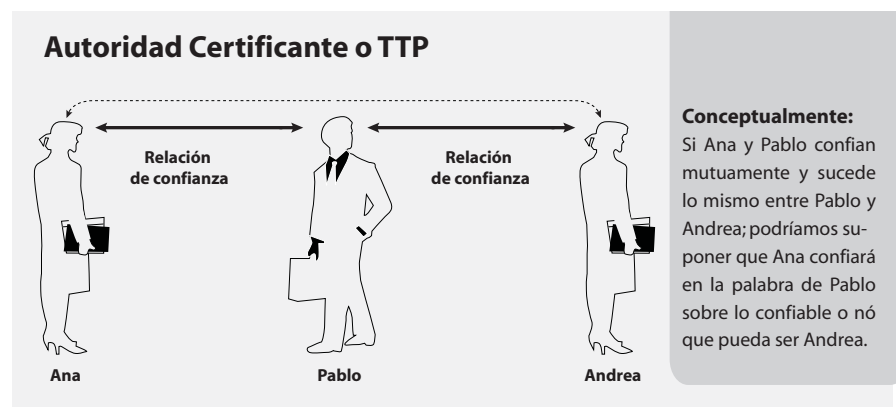 Autoridad Certificante o TTP
Relación
de confianza
Relación
de confianza
Ana
Pablo
Andrea
Conceptualmente:
Si Ana y Pablo confian
mutuamente y sucede
lo mismo entre Pablo y
Andrea; podríamos su-
poner que Ana confiará
en la palabra de Pablo
sobre lo confiable o nó
que pueda ser Andrea.